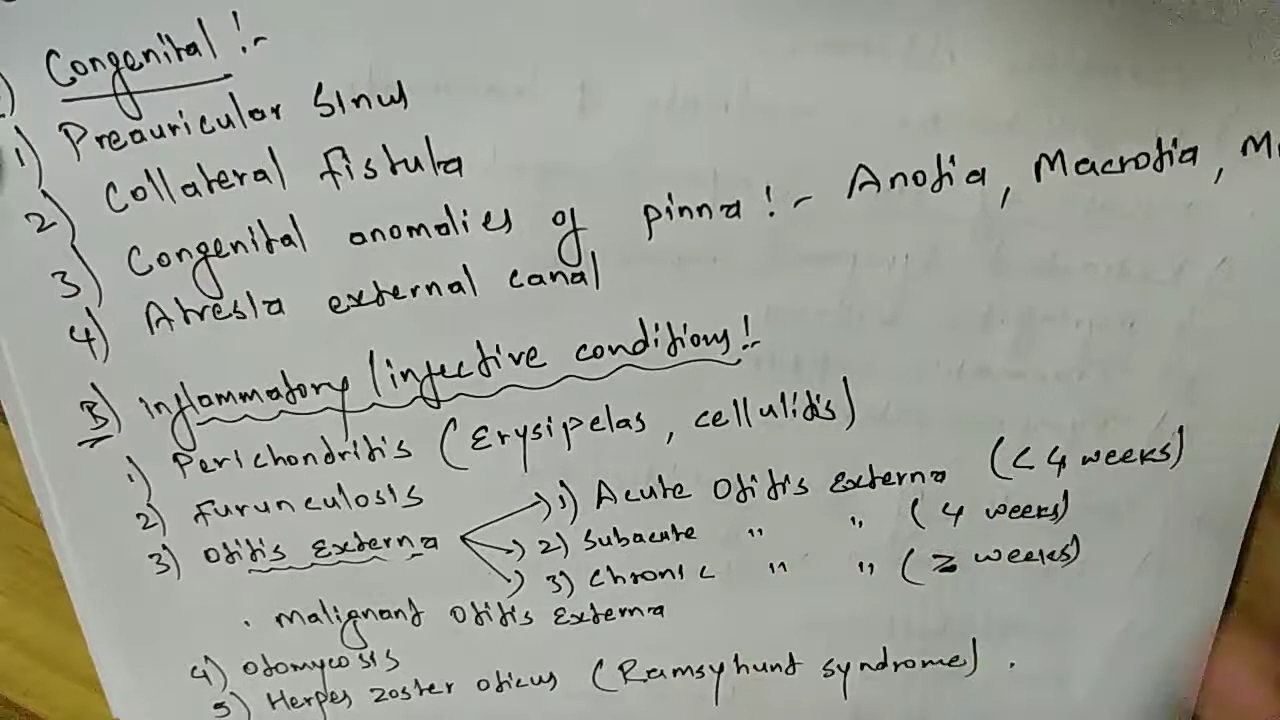 Congenital :-
1) Preauricular Sinus
2) Collateral fistula
3) Congenital anomolies of pinna :- Anotia, Macrotia,
4) Atresia external canal
B) inflammatory / infective conditions :-
1) Perichondritis (Erysipelas, cellulitis)
2) Furunculosis
3) Otitis Externa → 1) Acute Otitis Externa (< 4 weeks)
→ 2) Subacute " " ( 4 weeks)
→ 3) Chronic " " ( weeks)
. Malignant Otitis Externa
4) Otomycosis
5) Herpes zoster oticus (Ramsyhunt syndrome).